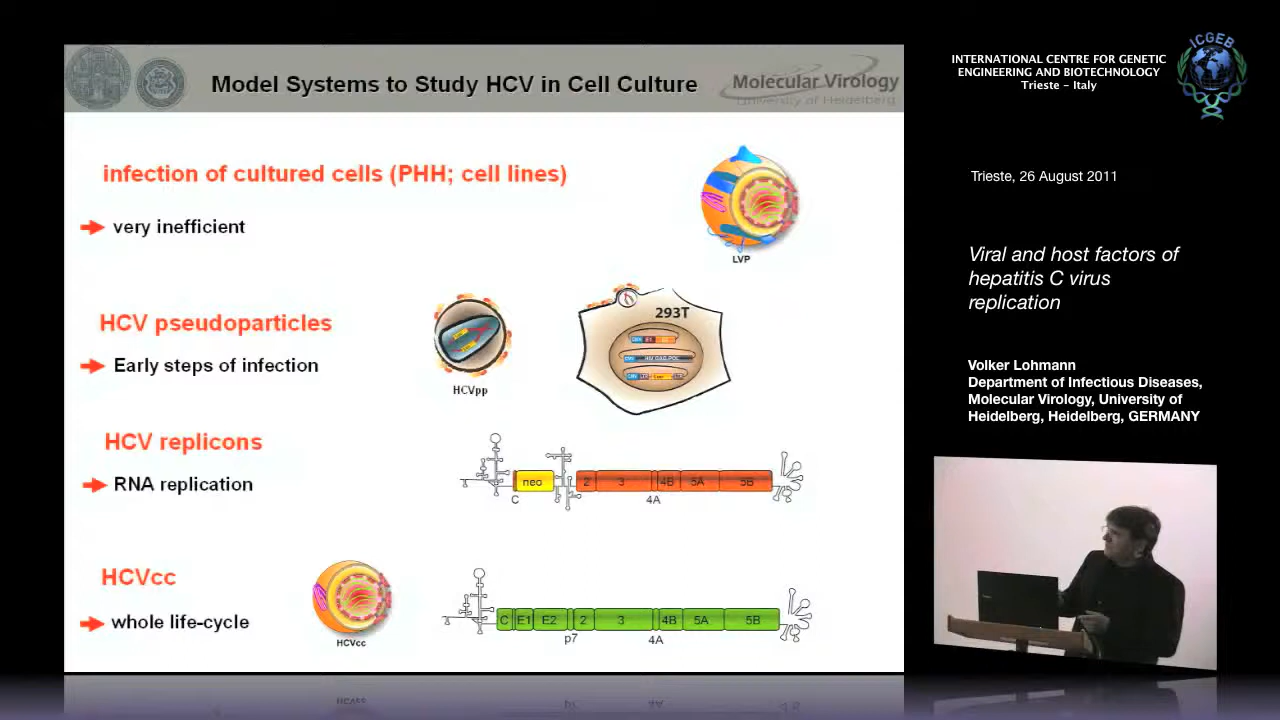 Model Systems to Study HCV in Cell Culture
Molecular Virology
University of Heidelberg
infection of cultured cells (PHH; cell lines)
very inefficient
LVP
HCV pseudoparticles
Early steps of infection
HCVpp
293T
HCV replicons
RNA replication
neo 2 3 4B 5A 5B
C 4A
HCVcc
whole life-cycle
HCVcc
C E1 E2 2 3 4B 5A 5B
p7 4A
INTERNATIONAL CENTRE FOR GENETIC
ENGINEERING AND BIOTECHNOLOGY
Trieste - Italy
ICGEB
Trieste, 26 August 2011
Viral and host factors of
hepatitis C virus
replication
Volker Lohmann
Department of Infectious Diseases,
Molecular Virology, University of
Heidelberg, Heidelberg, GERMANY